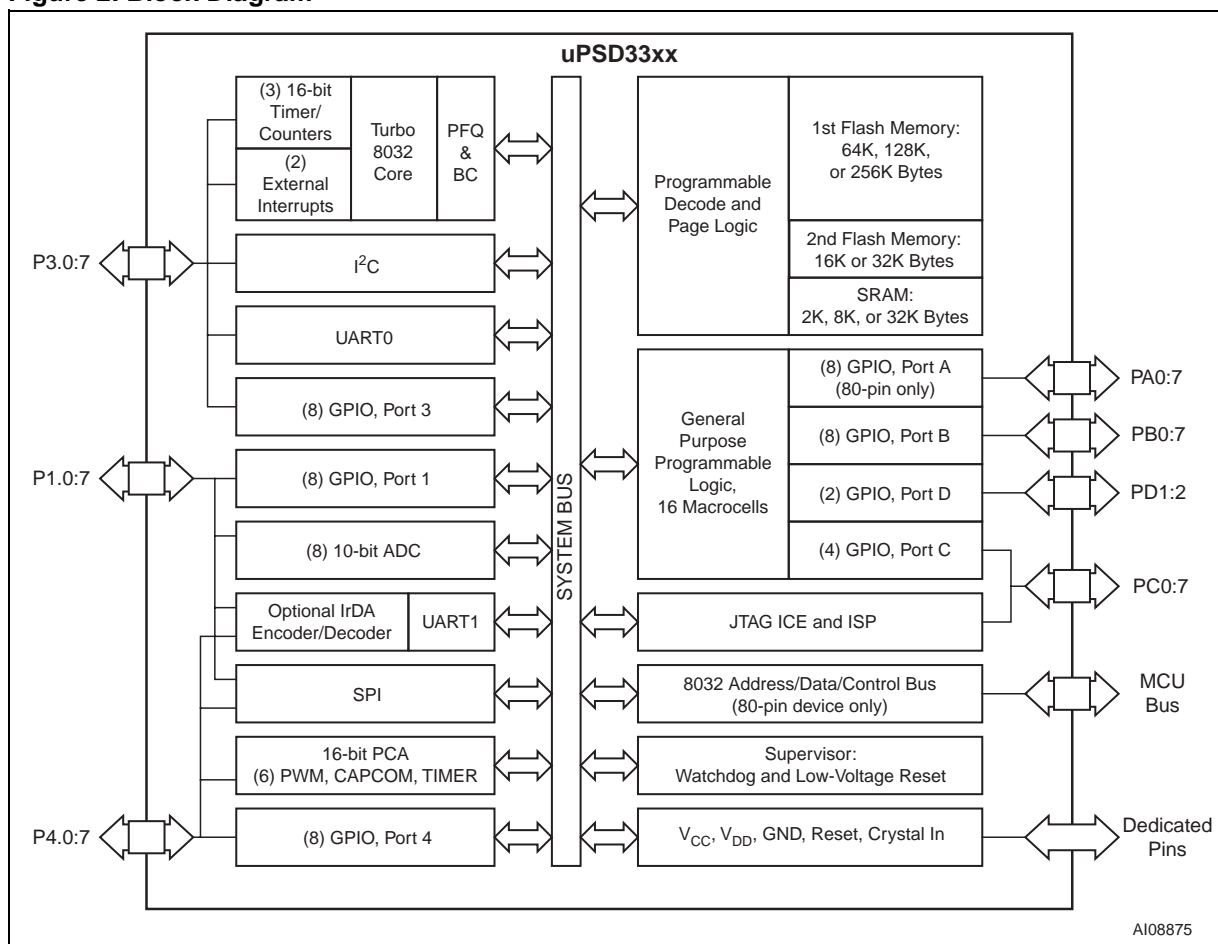 uPSD33xx
(3) 16-bit
Timer/
Counters
(2)
External
Interrupts
Turbo
8032
Core
PFQ
&
BC
P3.0:7
I2C
UART0
(8) GPIO, Port 3
P1.0:7
(8) GPIO, Port 1
(8) 10-bit ADC
Optional IrDA
Encoder/Decoder
UART1
SPI
16-bit PCA
(6) PWM, CAPCOM, TIMER
P4.0:7
(8) GPIO, Port 4
SYSTEM BUS
Programmable
Decode and
Page Logic
1st Flash Memory:
64K, 128K,
or 256K Bytes
2nd Flash Memory:
16K or 32K Bytes
SRAM:
2K, 8K, or 32K Bytes
General
Purpose
Programmable
Logic,
16 Macrocells
(8) GPIO, Port A
(80-pin only)
PA0:7
(8) GPIO, Port B
PB0:7
(2) GPIO, Port D
PD1:2
(4) GPIO, Port C
PC0:7
JTAG ICE and ISP
8032 Address/Data/Control Bus
(80-pin device only)
MCU
Bus
Supervisor:
Watchdog and Low-Voltage Reset
VCC, VDD, GND, Reset, Crystal In
Dedicated
Pins
AI08875